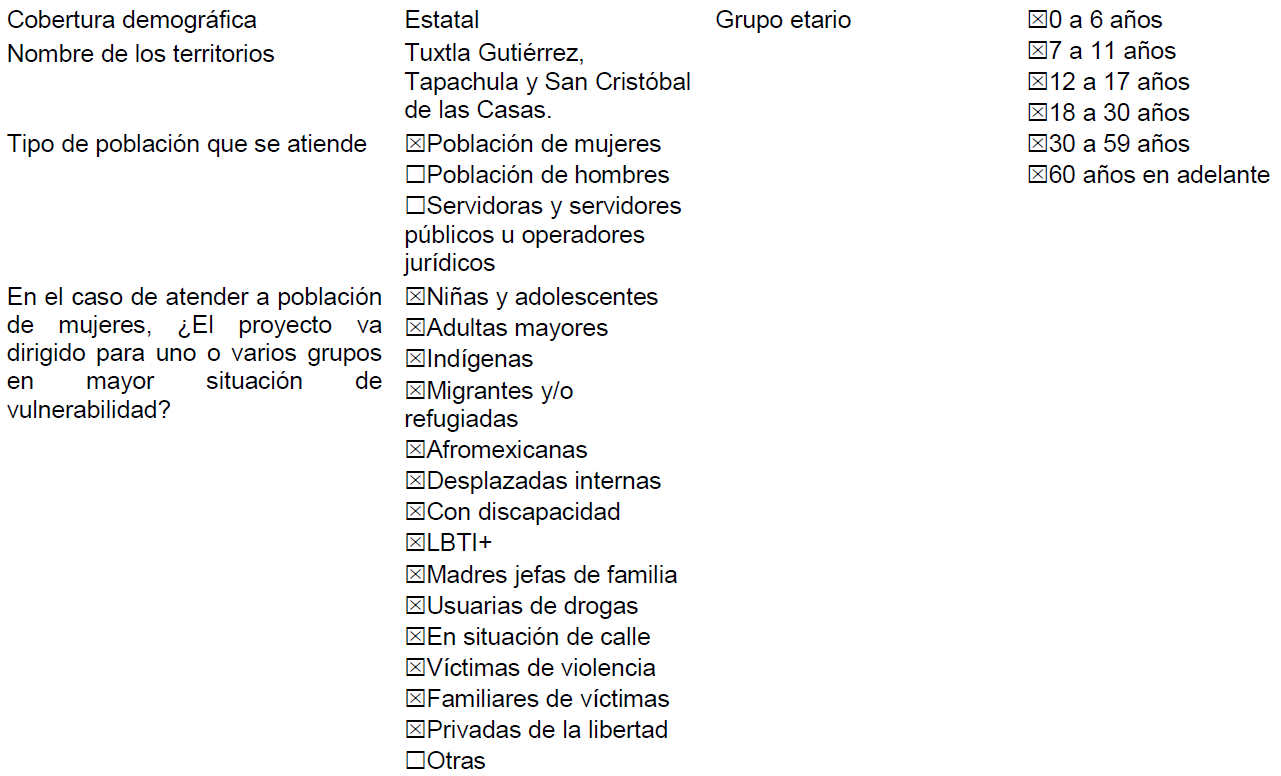 Cobertura demográfica
Estatal
Grupo etario
☒0 a 6 años
☒7 a 11 años
☒12 a 17 años
☒18 a 30 años
☒30 a 59 años
☒60 años en adelante
Nombre de los territorios
Tuxtla Gutiérrez,
Tapachula y San Cristóbal
de las Casas.
Tipo de población que se atiende
☒Población de mujeres
☐Población de hombres
☐Servidoras y servidores
públicos u operadores
jurídicos
En el caso de atender a población
de mujeres, ¿El proyecto va
dirigido para uno o varios grupos
en mayor situación de
vulnerabilidad?
☒Niñas y adolescentes
☒Adultas mayores
☒Indígenas
☒Migrantes y/o
refugiadas
☒Afromexicanas
☒Desplazadas internas
☒Con discapacidad
☒LBTI+
☒Madres jefas de familia
☒Usuarias de drogas
☒En situación de calle
☒Víctimas de violencia
☒Familiares de víctimas
☒Privadas de la libertad
☐Otras